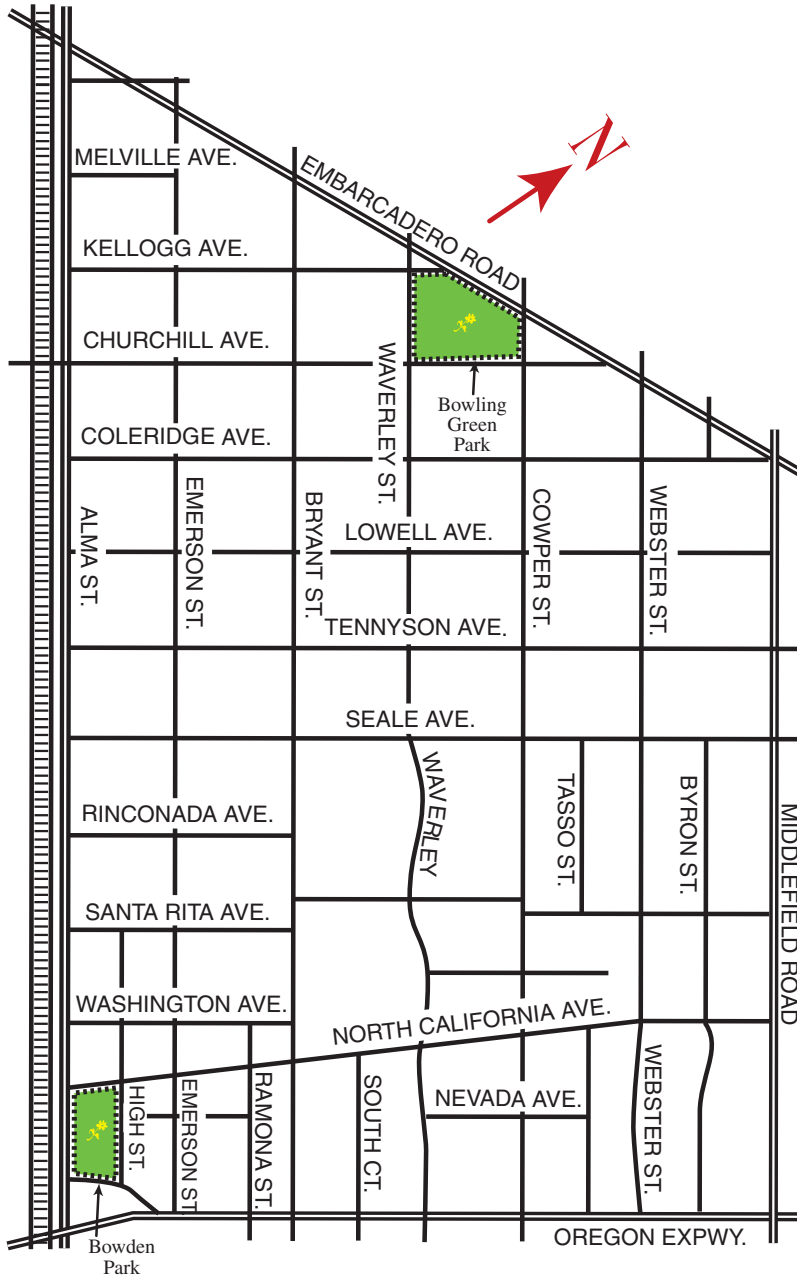 N
EMBARCADERO ROAD
MELVILLE AVE.
KELLOGG AVE.
CHURCHILL AVE.
WAVERLEY ST.
Bowling
Green
Park
COLERIDGE AVE.
ALMA ST.
EMERSON ST.
BRYANT ST.
LOWELL AVE.
COWPER ST.
WEBSTER ST.
TENNYSON AVE.
SEALE AVE.
WAVERLEY
TASSO ST.
BYRON ST.
MIDDLEFIELD ROAD
RINCONADA AVE.
SANTA RITA AVE.
WASHINGTON AVE.
NORTH CALIFORNIA AVE.
HIGH ST.
EMERSON ST.
RAMONA ST.
SOUTH CT.
NEVADA AVE.
WEBSTER ST.
OREGON EXPWY.
Bowden
Park